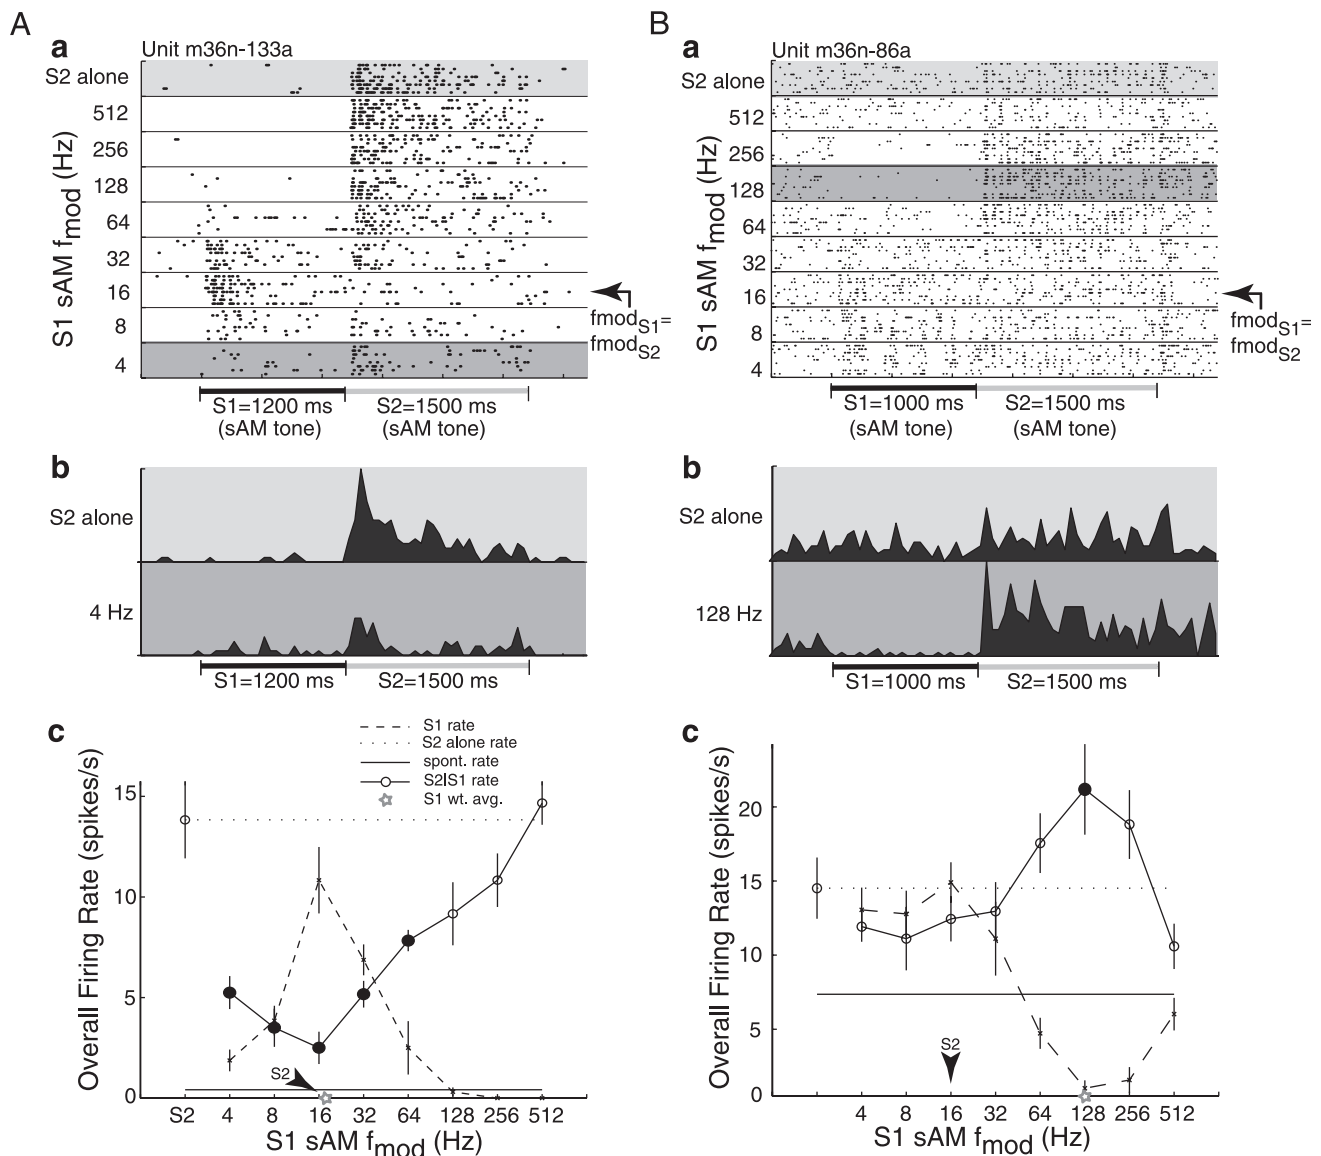 A
a
Unit m36n-133a
S2 alone
512
256
128
64
32
16
8
4
S1 sAM fmod (Hz)
fmodS1=
fmodS2
S1=1200 ms
(sAM tone)
S2=1500 ms
(sAM tone)
b
S2 alone
4 Hz
S1=1200 ms
S2=1500 ms
c
S1 rate
S2 alone rate
spont. rate
S2|S1 rate
S1 wt. avg.
Overall Firing Rate (spikes/s)
15
10
5
0
S2
S2 4 8 16 32 64 128 256 512
S1 sAM fmod (Hz)
B
a
Unit m36n-86a
S2 alone
512
256
128
64
32
16
8
4
S1 sAM fmod (Hz)
fmodS1=
fmodS2
S1=1000 ms
(sAM tone)
S2=1500 ms
(sAM tone)
b
S2 alone
128 Hz
S1=1000 ms
S2=1500 ms
c
Overall Firing Rate (spikes/s)
20
15
10
5
0
S2
4 8 16 32 64 128 256 512
S1 sAM fmod (Hz)